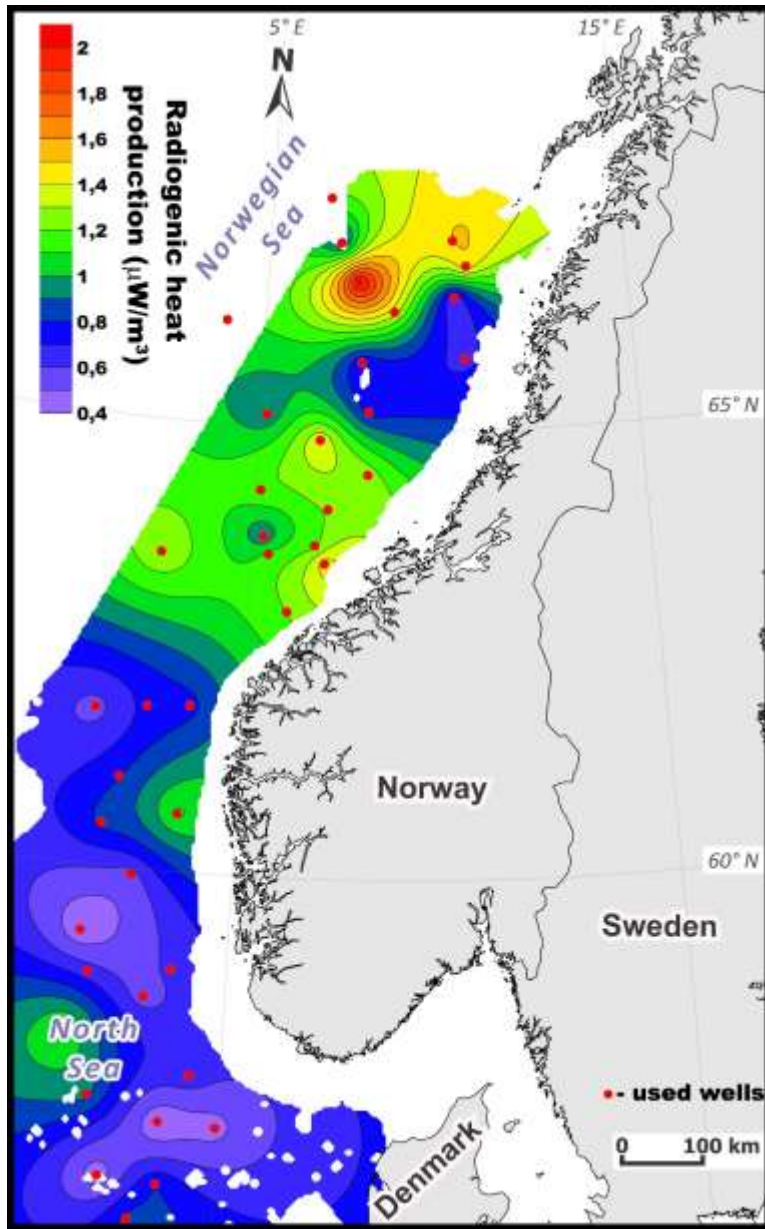 5° E
15° E
2
1,8
1,6
1,4
1,2
1
0,8
0,6
0,4
Radiogenic heat
production (µW/m³)
N
Norwegian
Sea
65° N
Norway
60° N
Sweden
North
Sea
- used wells
0 100 km
Denmark